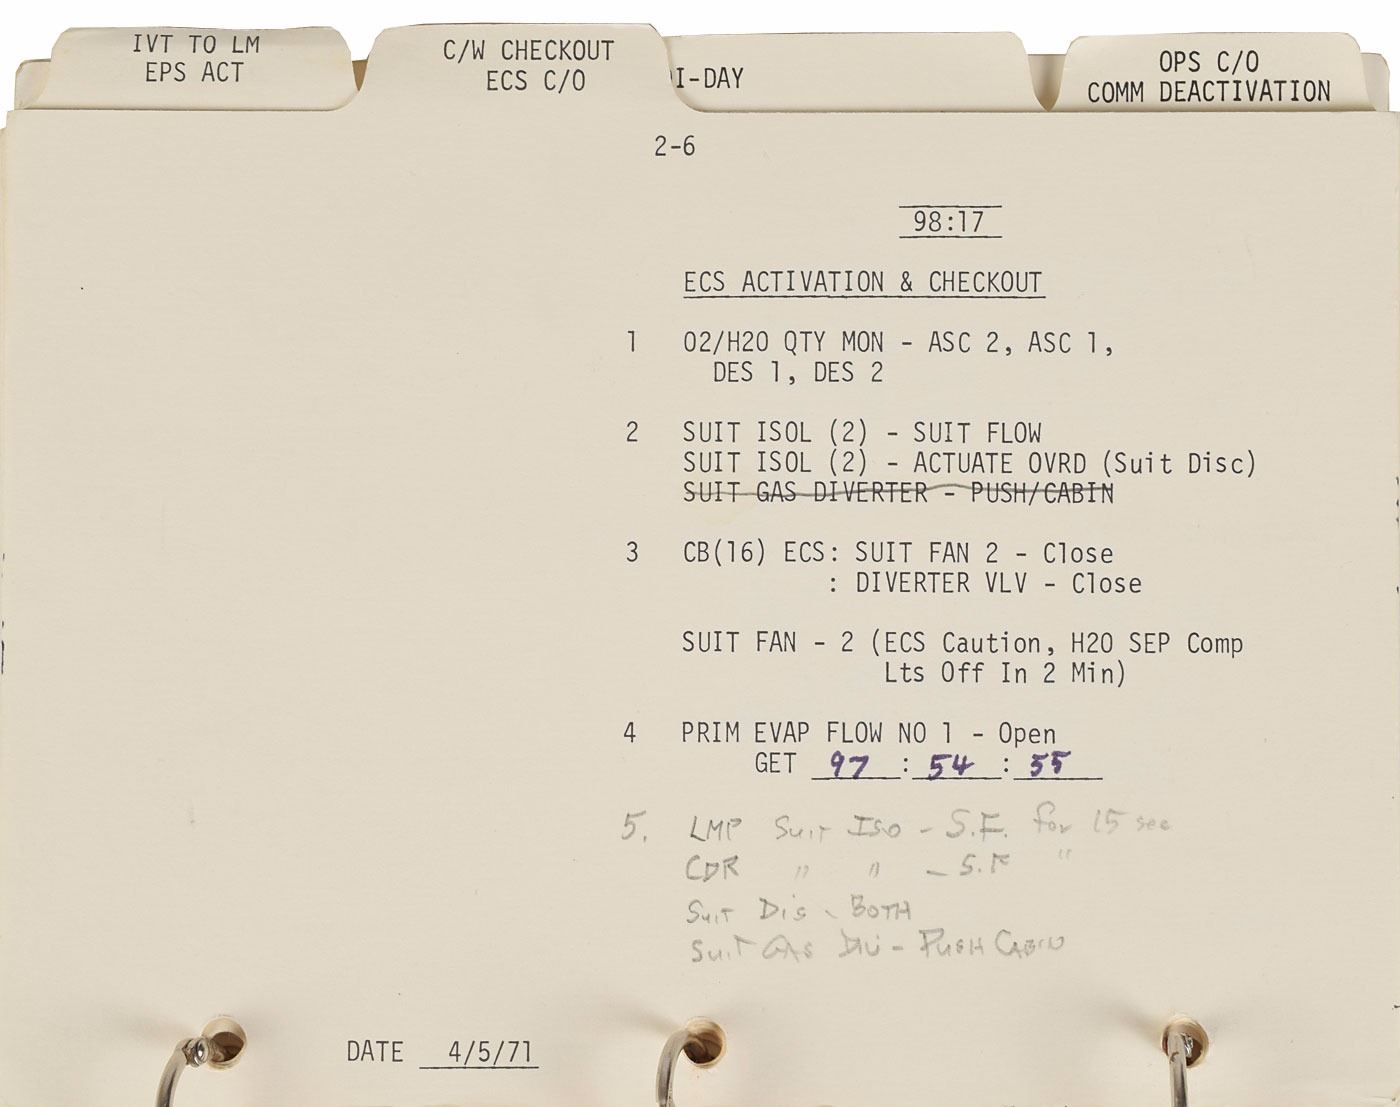 IVT TO LM
EPS ACT
C/W CHECKOUT
ECS C/O
I-DAY
OPS C/O
COMM DEACTIVATION
2-6
98:17
ECS ACTIVATION & CHECKOUT
1 O2/H2O QTY MON - ASC 2, ASC 1,
DES 1, DES 2
2 SUIT ISOL (2) - SUIT FLOW
SUIT ISOL (2) - ACTUATE OVRD (Suit Disc)
SUIT GAS DIVERTER - PUSH/CABIN
3 CB(16) ECS: SUIT FAN 2 - Close
: DIVERTER VLV - Close
SUIT FAN - 2 (ECS Caution, H2O SEP Comp
Lts Off In 2 Min)
4 PRIM EVAP FLOW NO 1 - Open
GET 97 : 54 : 55
5. LMP Suit Iso - S.F. for 15 sec
CDR " " - S.F "
Suit Dis - BOTH
Suit GAS Div - PUSH CABIN
DATE 4/5/71